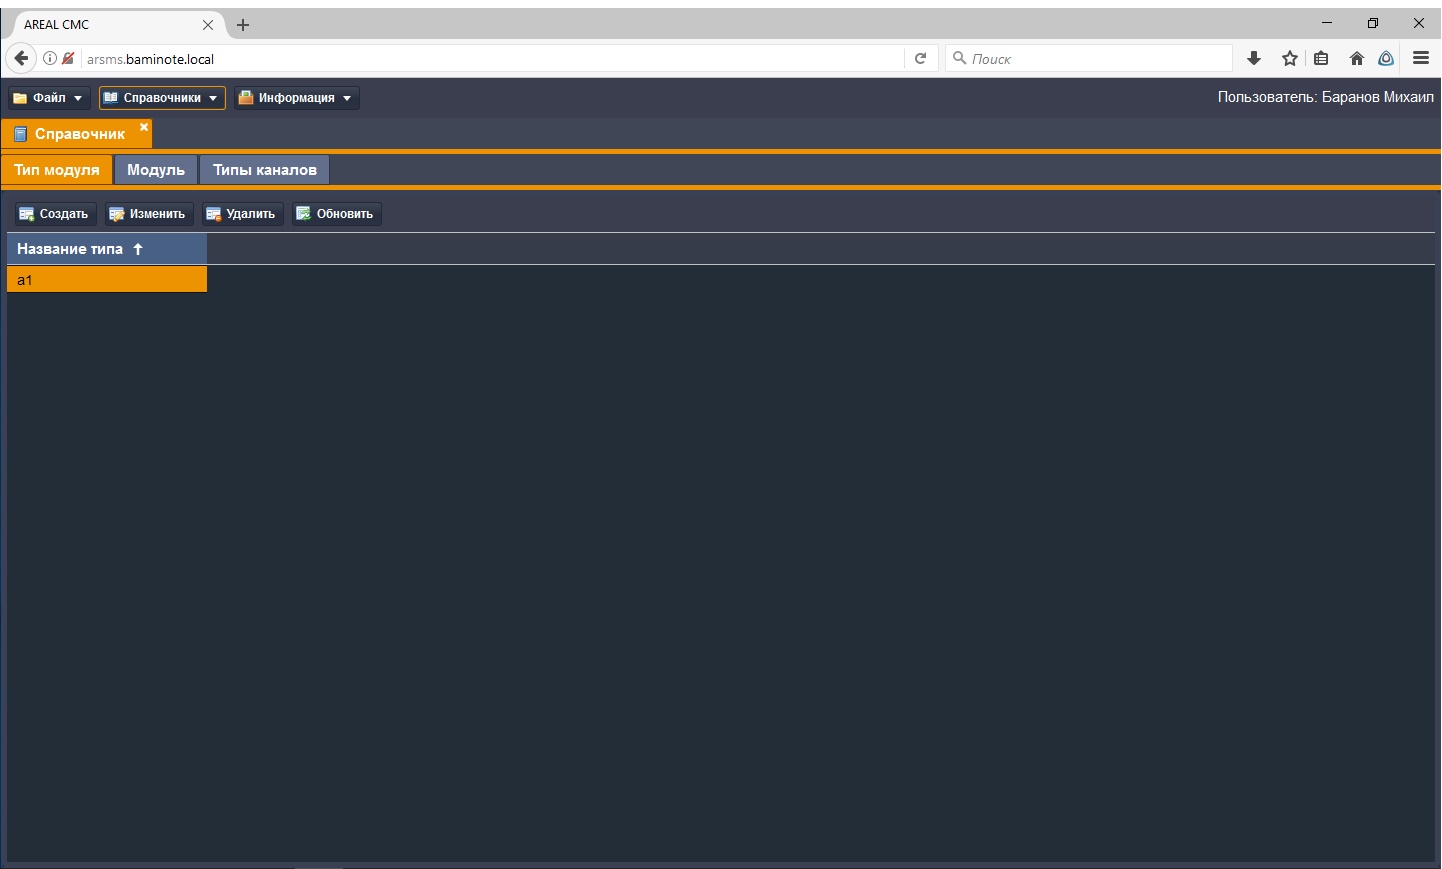 AREAL CMC
arsms.baminote.local
Поиск
Файл Справочники Информация Пользователь: Баранов Михаил
Справочник
Тип модуля Модуль Типы каналов
Создать Изменить Удалить Обновить
Название типа
a1